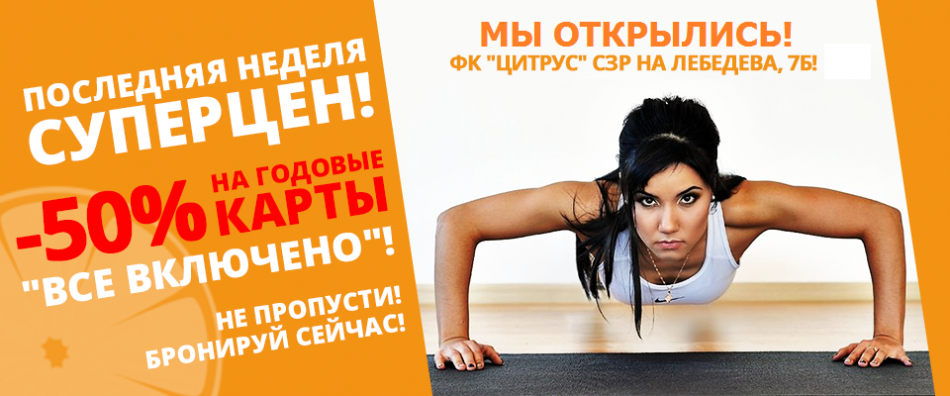 ПОСЛЕДНЯЯ НЕДЕЛЯ
СУПЕРЦЕН!
-50% НА ГОДОВЫЕ
КАРТЫ
"ВСЕ ВКЛЮЧЕНО"!
НЕ ПРОПУСТИ!
БРОНИРУЙ СЕЙЧАС!
МЫ ОТКРЫЛИСЬ!
ФК "ЦИТРУС" СЗР НА ЛЕБЕДЕВА, 7Б!